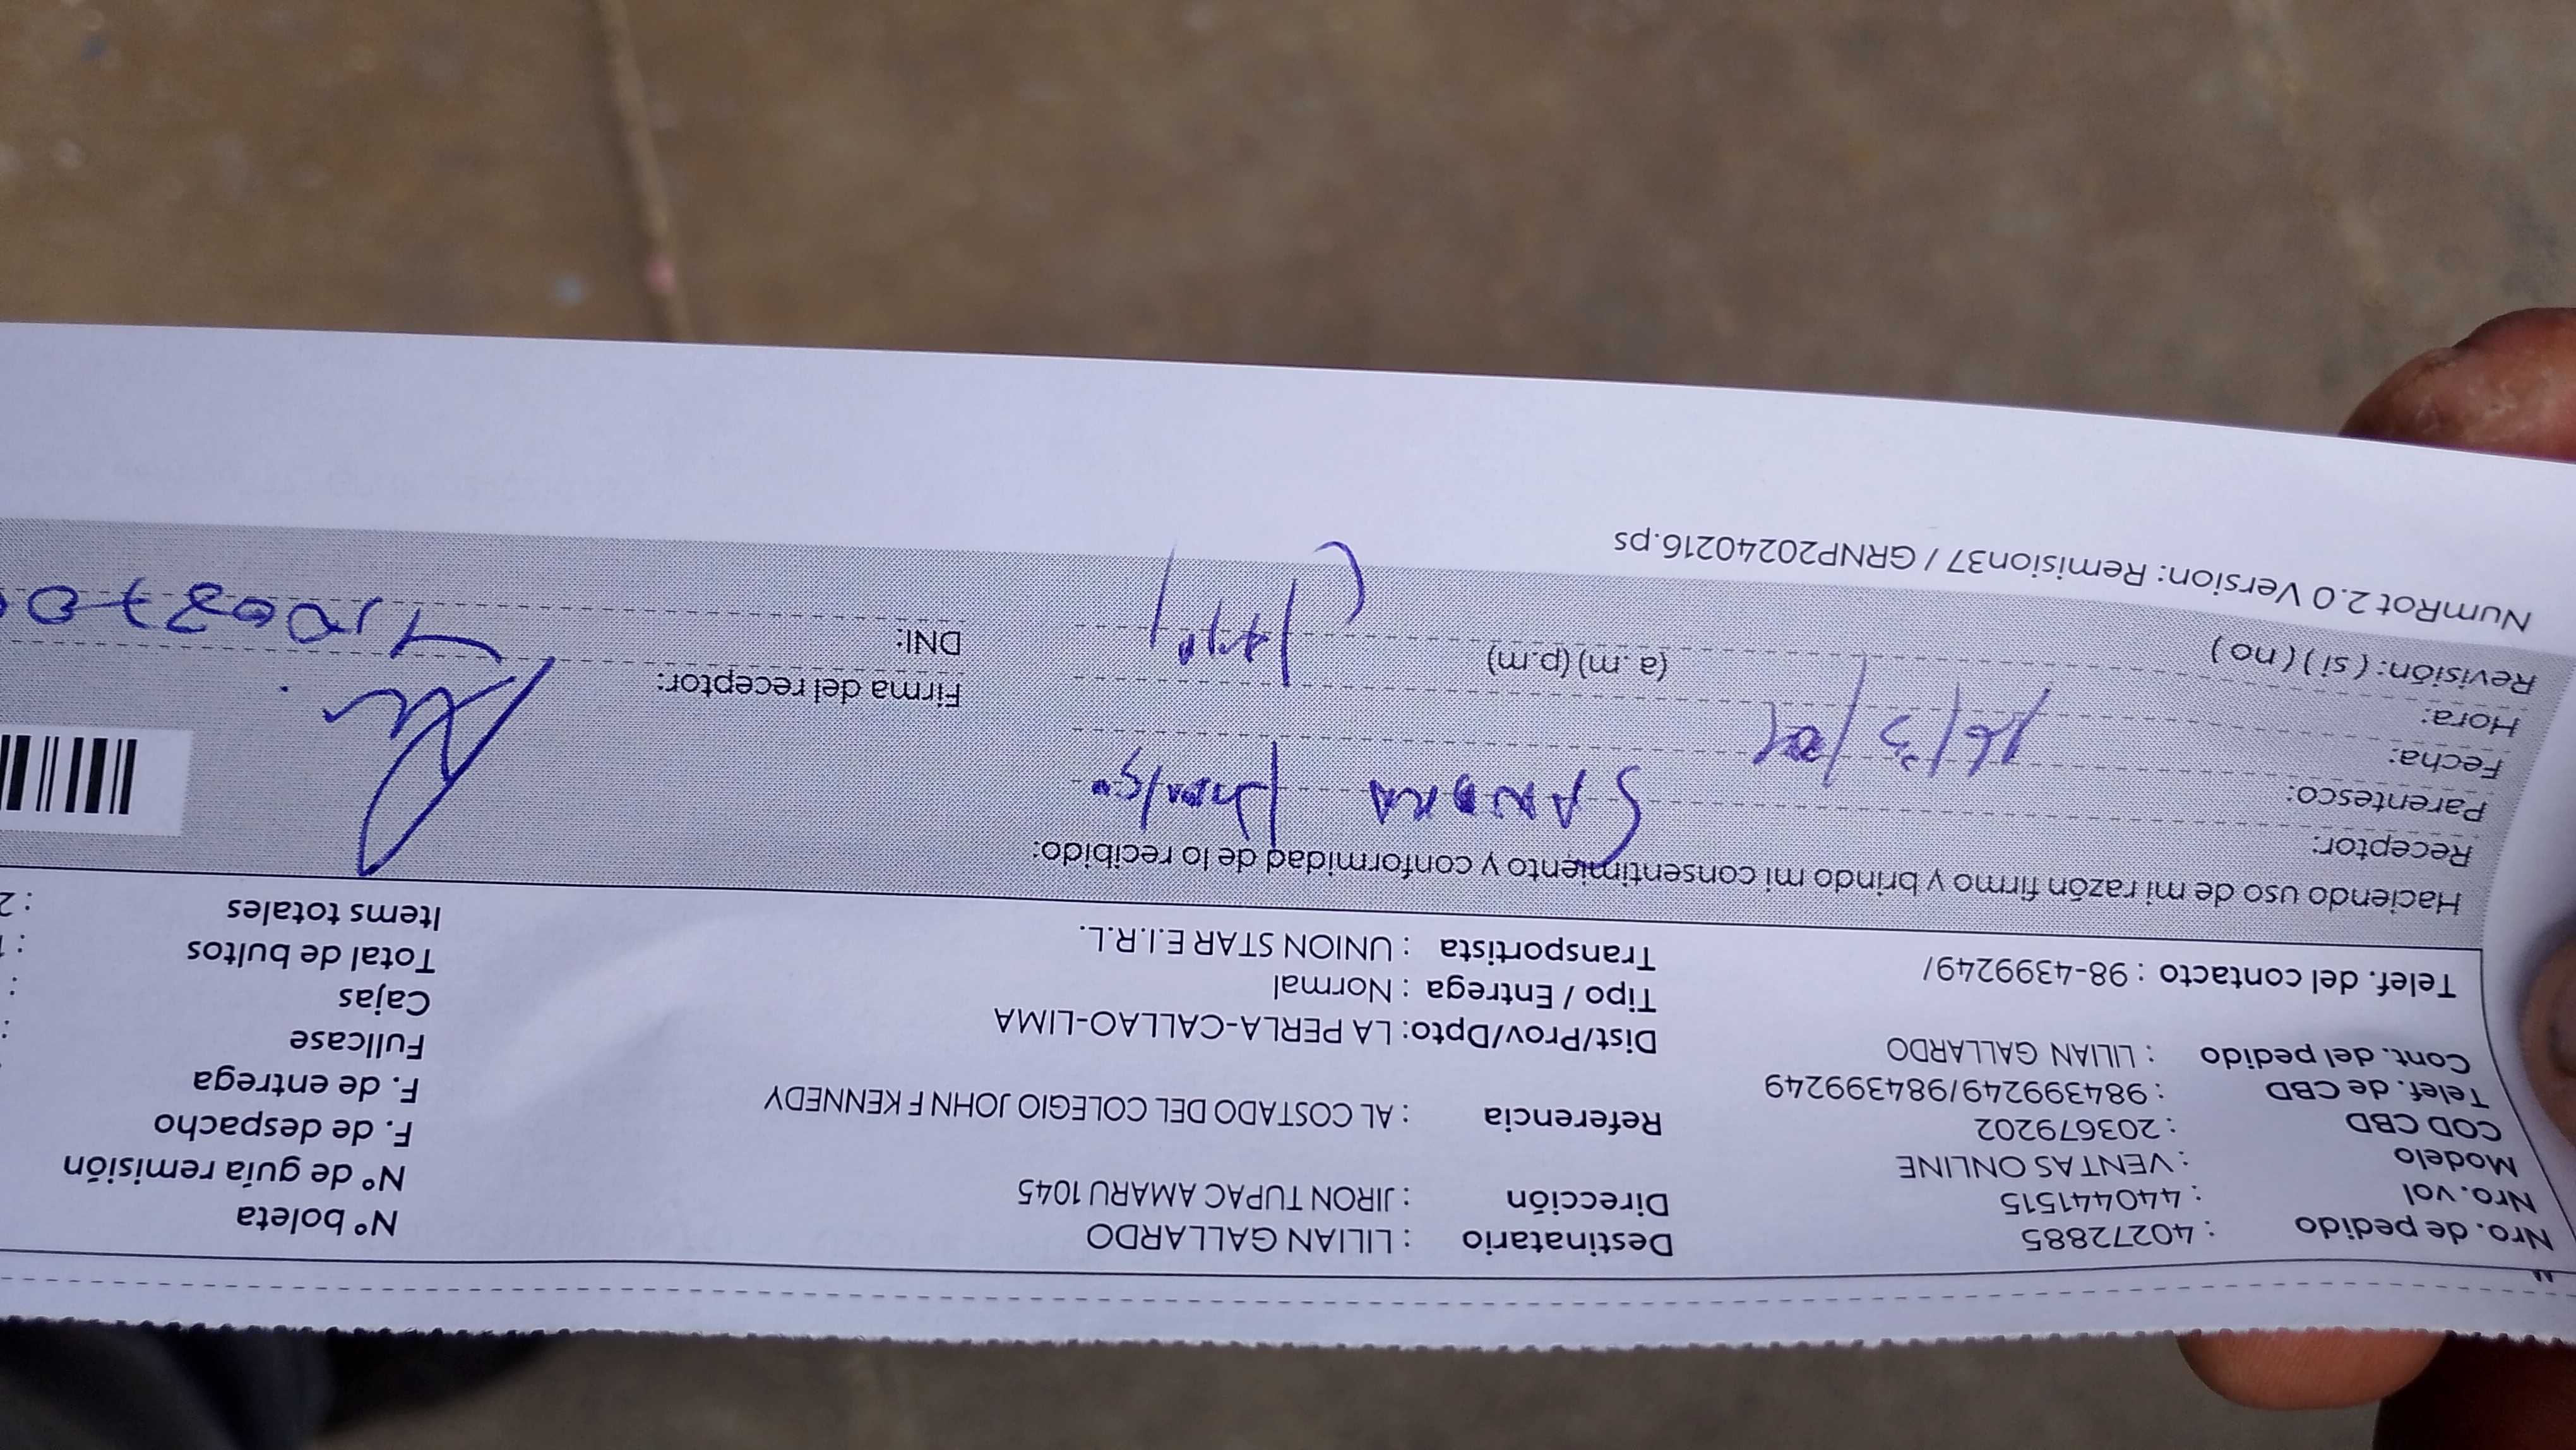 Nro. de pedido : 40272885
Nro. vol : 44041515
Modelo : VENTAS ONLINE
COD CBD : 203679202
Telef. de CBD : 984399249/984399249
Cont. del pedido : LILIAN GALLARDO
Telef. del contacto : 98-4399249/
Destinatario : LILIAN GALLARDO
Dirección : JIRON TUPAC AMARU 1045
Referencia : AL COSTADO DEL COLEGIO JOHN F KENNEDY
Dist/Prov/Dpto: LA PERLA-CALLAO-LIMA
Tipo / Entrega : Normal
Transportista : UNION STAR E.I.R.L.
N° boleta
N° de guía remisión
F. de despacho
F. de entrega
Fullcase :
Cajas :
Total de bultos : 1
Items totales : 2
Haciendo uso de mi razón firmo y brindo mi consentimiento y conformidad de lo recibido:
Receptor: SANDRA
Parentesco:
Fecha:
Hora: (a.m) (p.m)
Revisión: ( si ) ( no )
Firma del receptor:
DNI:
NumRot 2.0 Version: Remision37 / GRNP20240216.ps